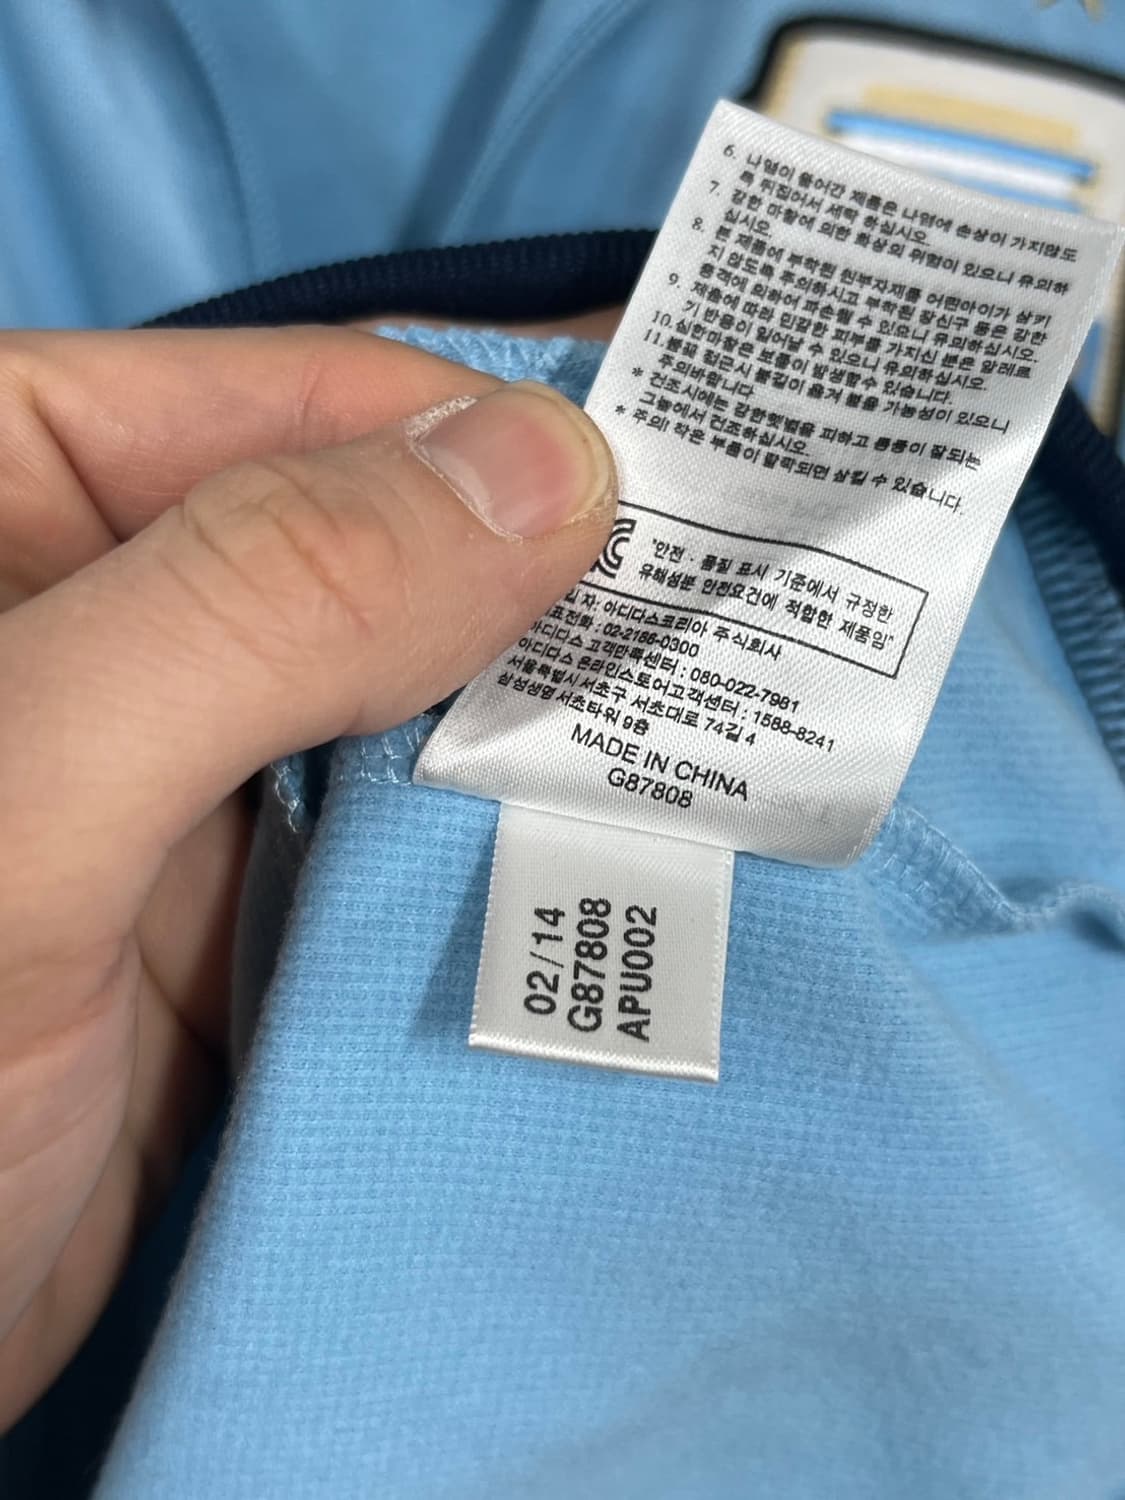 6. 나염이 들어간 제품은 나염에 손상이 가지않도
록 뒤집어서 세탁 하십시오.
7. 강한 마찰에 의한 화상의 위험이 있으니 유의하
십시오.
8. 본 제품에 부착된 원부자재를 어린아이가 삼키
지 않도록 주의하시고 부착된 장신구 등은 강한
충격에 의하여 파손될 수 있으니 유의하십시오.
9. 제품에 따라 민감한 피부를 가지신 분은 알레르
기 반응이 일어날 수 있으니 유의하십시오.
10.심한마찰은 보풀이 발생할수 있습니다.
11.불꽃 접근시 불길이 옮겨 붙을 가능성이 있으니
주의바랍니다.
* 건조시에는 강한햇볕을 피하고 통풍이 잘되는
그늘에서 건조하십시오.
* 주의! 작은 부품이 탈락되면 삼킬 수 있습니다.
"안전 · 품질 표시 기준에서 규정한
유해성분 안전요건에 적합한 제품임"
입 자: 아디다스코리아 주식회사
표전화 : 02-2186-0300
아디다스 고객만족센터 : 080-022-7981
아디다스 온라인스토어고객센터 : 1588-8241
서울특별시 서초구 서초대로 74길 4
삼성생명 서초타워 9층
MADE IN CHINA
G87808
02/14
G87808
APU002